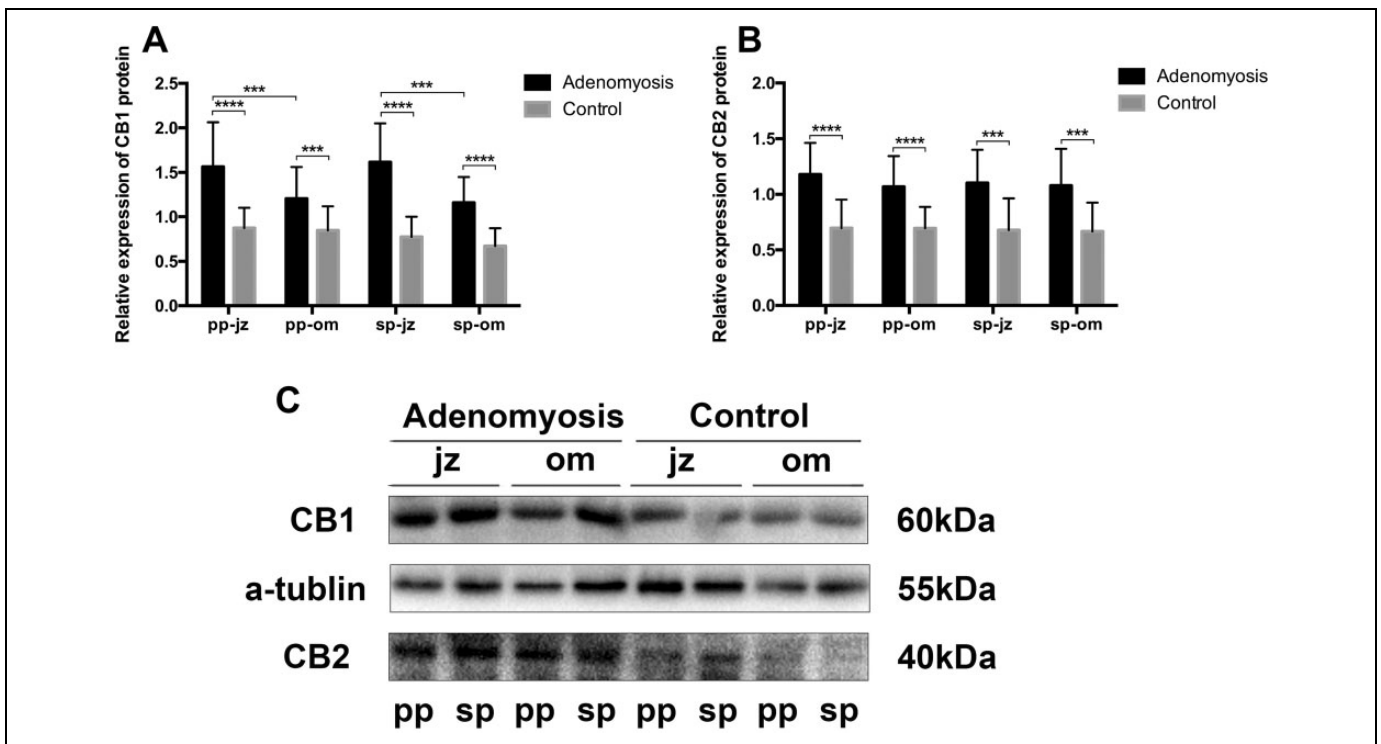 A
Relative expression of CB1 protein
2.5
2.0
1.5
1.0
0.5
0.0
***
****
***
***
****
****
pp-jz pp-om sp-jz sp-om
Adenomyosis
Control
B
Relative expression of CB2 protein
2.0
1.5
1.0
0.5
0.0
**** **** *** ***
pp-jz pp-om sp-jz sp-om
Adenomyosis
Control
C
Adenomyosis Control
jz om jz om
CB1 60kDa
a-tublin 55kDa
CB2 40kDa
pp sp pp sp pp sp pp sp